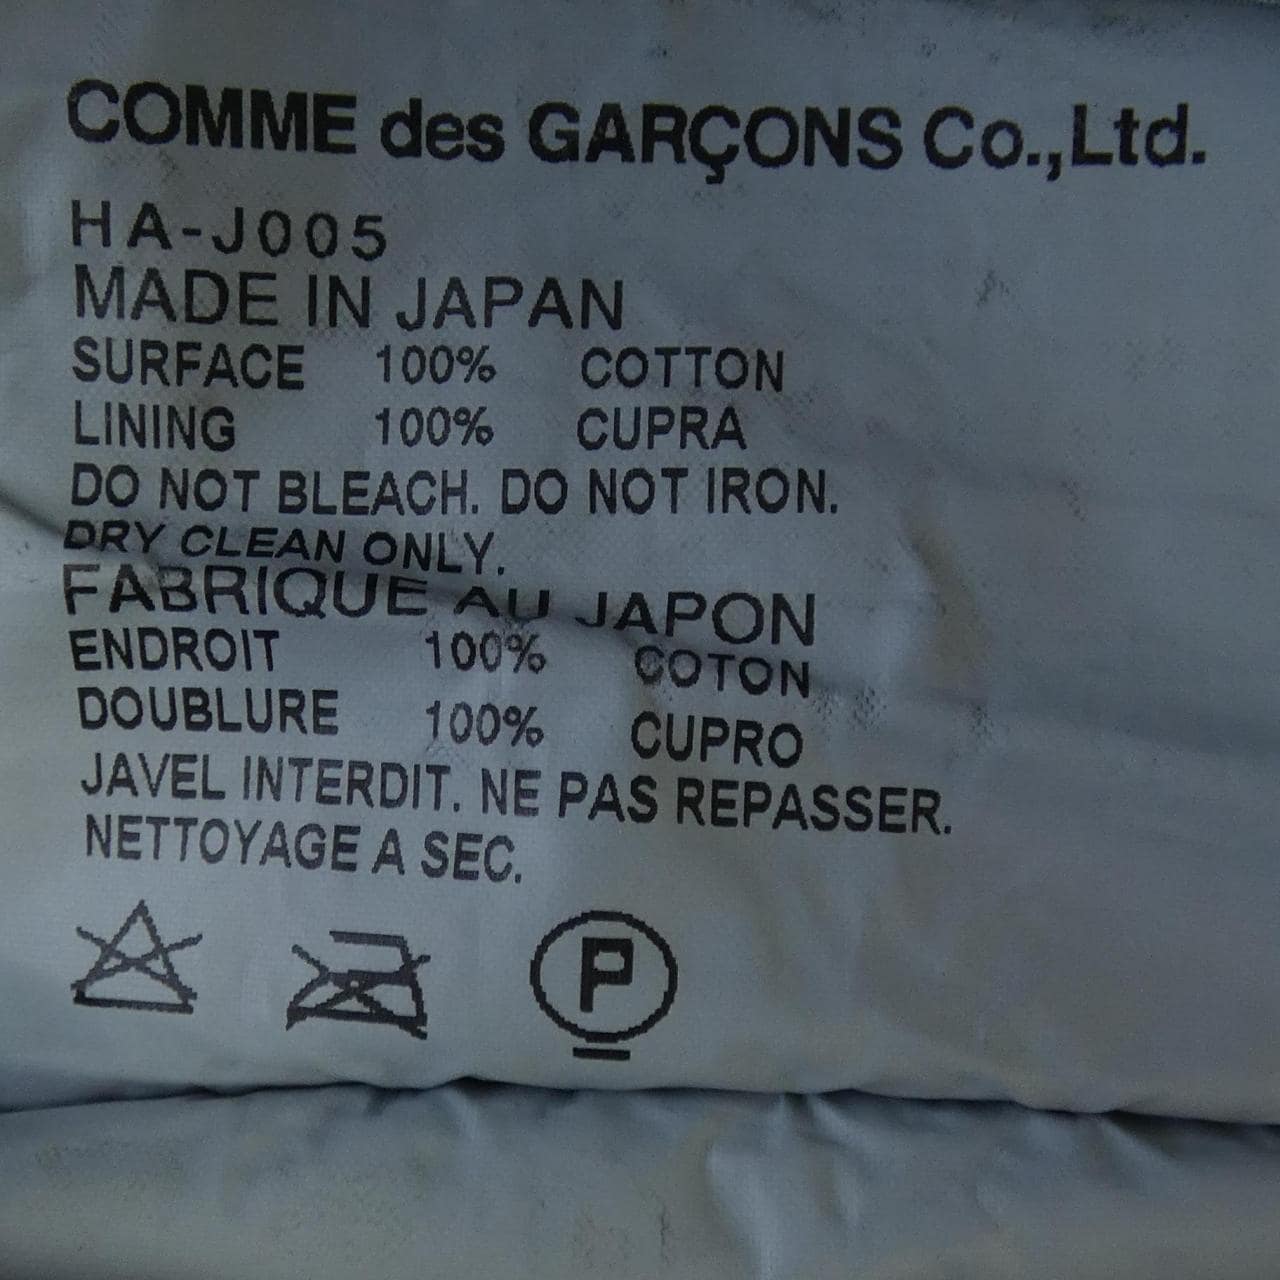 COMME des GARÇONS Co.,Ltd.
HA-J005
MADE IN JAPAN
SURFACE 100% COTTON
LINING 100% CUPRA
DO NOT BLEACH. DO NOT IRON.
DRY CLEAN ONLY.
FABRIQUE AU JAPON
ENDROIT 100% COTON
DOUBLURE 100% CUPRO
JAVEL INTERDIT. NE PAS REPASSER.
NETTOYAGE A SEC.
P